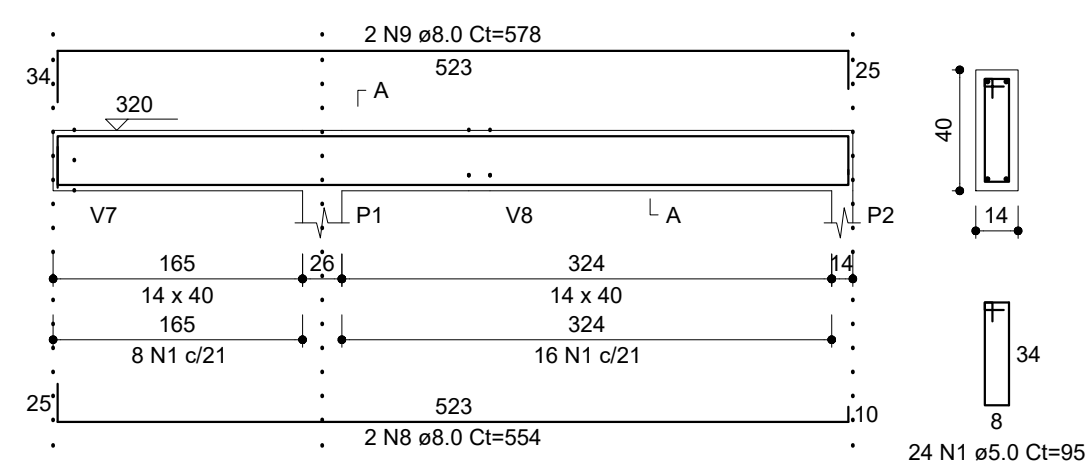 2 N9 ø8.0 Ct=578
34
523
25
A
320
V7
P1
V8
A
P2
165
26
324
14
14 x 40
14 x 40
165
324
8 N1 c/21
16 N1 c/21
25
523
10
2 N8 ø8.0 Ct=554
40
14
34
8
24 N1 ø5.0 Ct=95